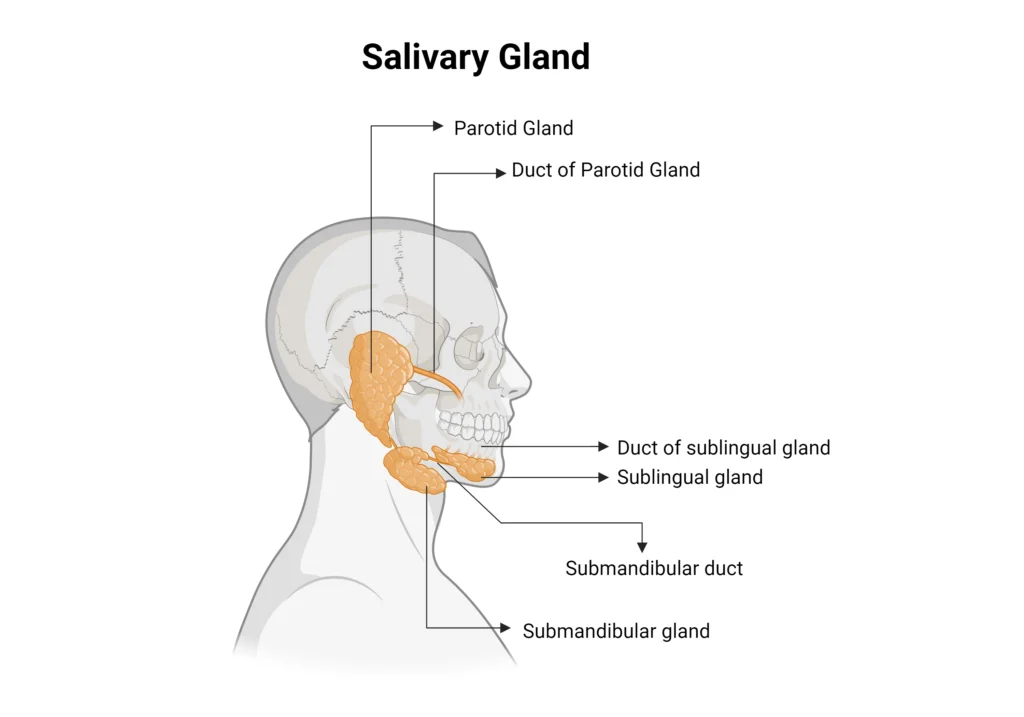 Salivary Gland
Parotid Gland
Duct of Parotid Gland
Duct of sublingual gland
Sublingual gland
Submandibular duct
Submandibular gland